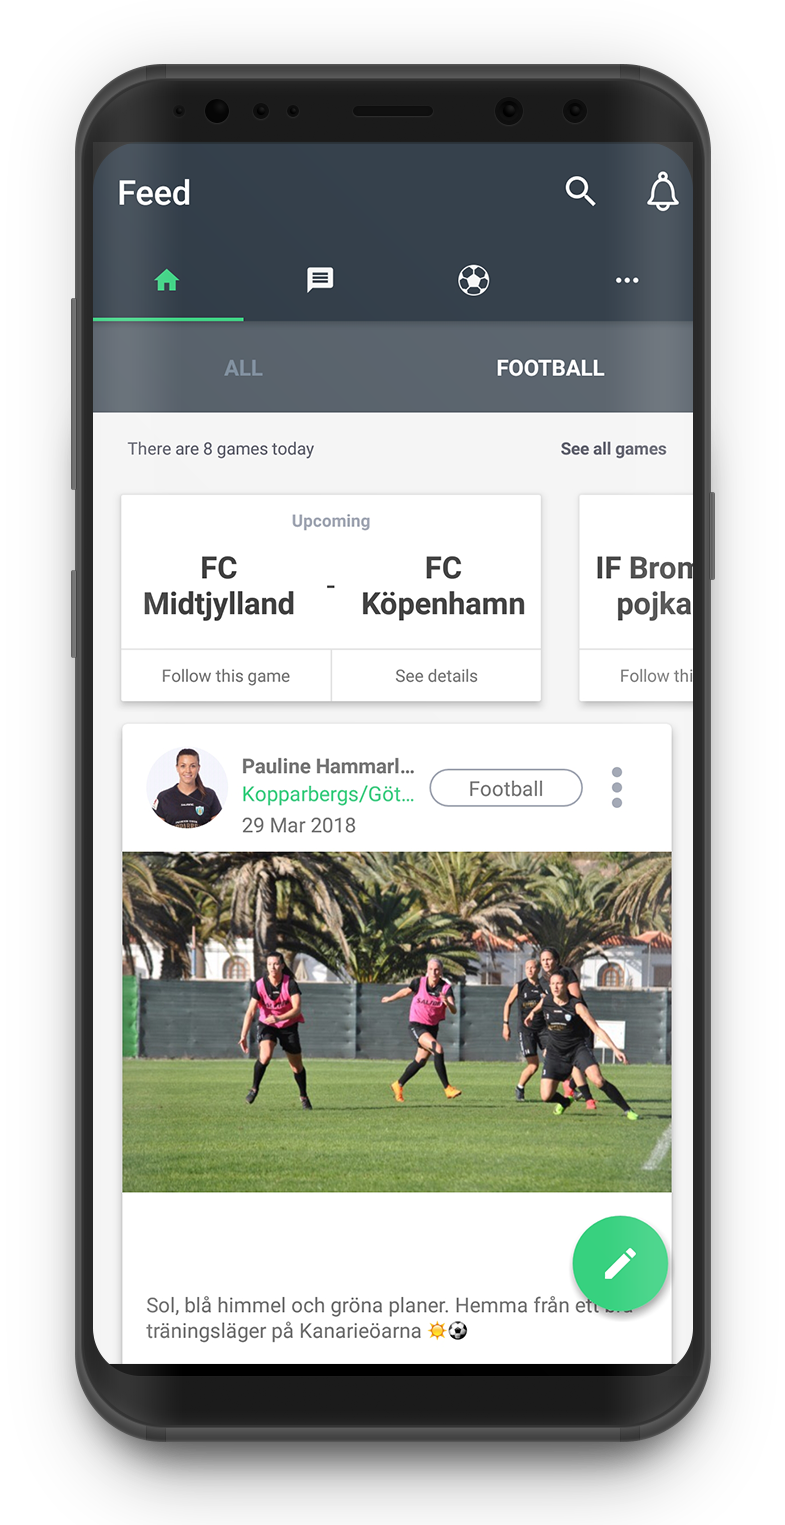 Feed
ALL FOOTBALL
There are 8 games today See all games
Upcoming
FC Midtjylland - FC Köpenhamn
IF Brom
pojka
Follow this game See details Follow thi
Pauline Hammarl...
Kopparbergs/Göt...
Football
29 Mar 2018
Sol, blå himmel och gröna planer. Hemma från ett
träningsläger på Kanarieöarna ☀️⚽